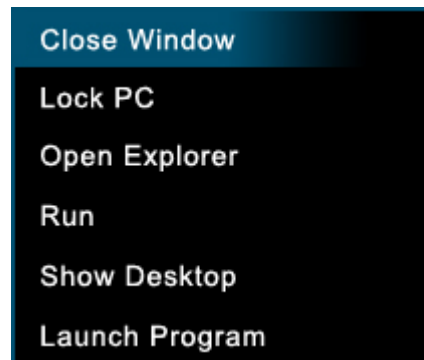 Close Window
Lock PC
Open Explorer
Run
Show Desktop
Launch Program